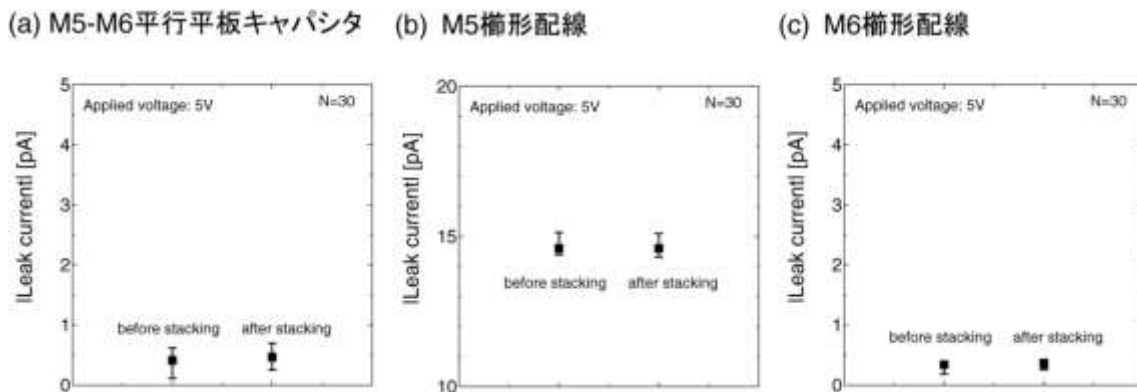 (a) M5-M6平行平板キャパシタ
(b) M5櫛形配線
(c) M6櫛形配線
5
4
3
2
1
0
|Leak current| [pA]
Applied voltage: 5V
N=30
before stacking
after stacking
20
15
10
|Leak current| [pA]
Applied voltage: 5V
N=30
before stacking
after stacking
5
4
3
2
1
0
|Leak current| [pA]
Applied voltage: 5V
N=30
before stacking
after stacking